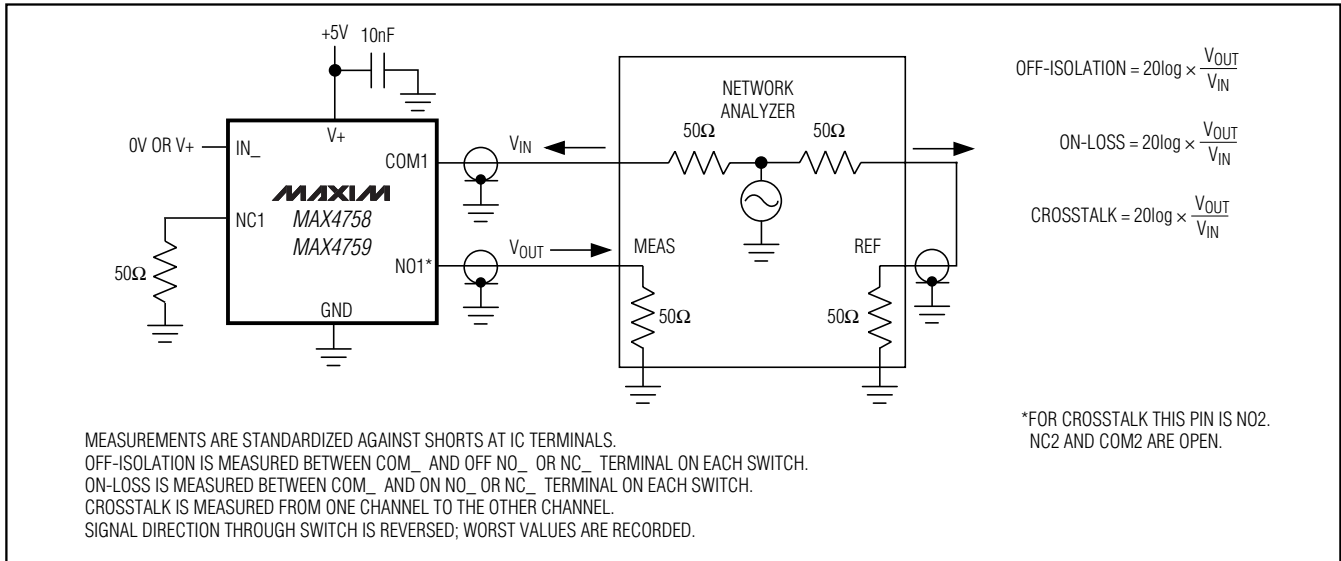 +5V 10nF
V+
0V OR V+ IN_
COM1
MAXIM
MAX4758
MAX4759
NC1
NO1*
50Ω
GND
VIN
VOUT
NETWORK
ANALYZER
50Ω 50Ω
MEAS REF
50Ω 50Ω
OFF-ISOLATION = 20log × VOUT
VIN
ON-LOSS = 20log × VOUT
VIN
CROSSTALK = 20log × VOUT
VIN
*FOR CROSSTALK THIS PIN IS NO2.
NC2 AND COM2 ARE OPEN.
MEASUREMENTS ARE STANDARDIZED AGAINST SHORTS AT IC TERMINALS.
OFF-ISOLATION IS MEASURED BETWEEN COM_ AND OFF NO_ OR NC_ TERMINAL ON EACH SWITCH.
ON-LOSS IS MEASURED BETWEEN COM_ AND ON NO_ OR NC_ TERMINAL ON EACH SWITCH.
CROSSTALK IS MEASURED FROM ONE CHANNEL TO THE OTHER CHANNEL.
SIGNAL DIRECTION THROUGH SWITCH IS REVERSED; WORST VALUES ARE RECORDED.